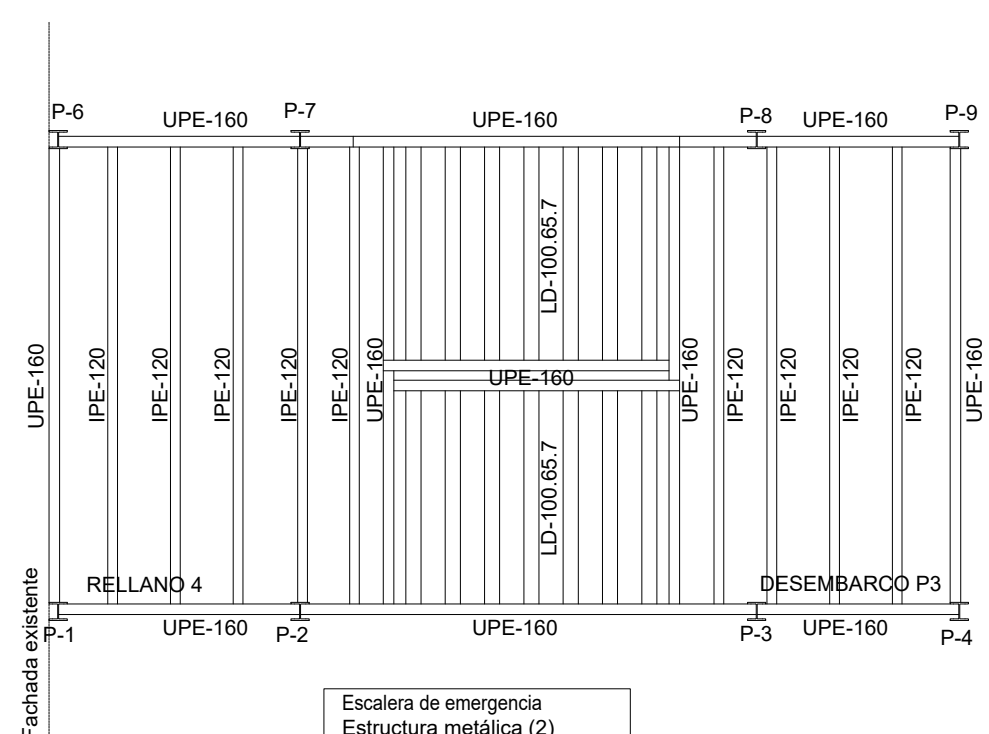 P-6
UPE-160
P-7
UPE-160
P-8
UPE-160
P-9
UPE-160
IPE-120
IPE-120
IPE-120
IPE-120
IPE-120
UPE-160
LD-100.65.7
UPE-160
LD-100.65.7
UPE-160
IPE-120
IPE-120
IPE-120
IPE-120
UPE-160
RELLANO 4
DESEMBARCO P3
P-1
UPE-160
P-2
UPE-160
P-3
UPE-160
P-4
Fachada existente
Escalera de emergencia
Estructura metálica (2)